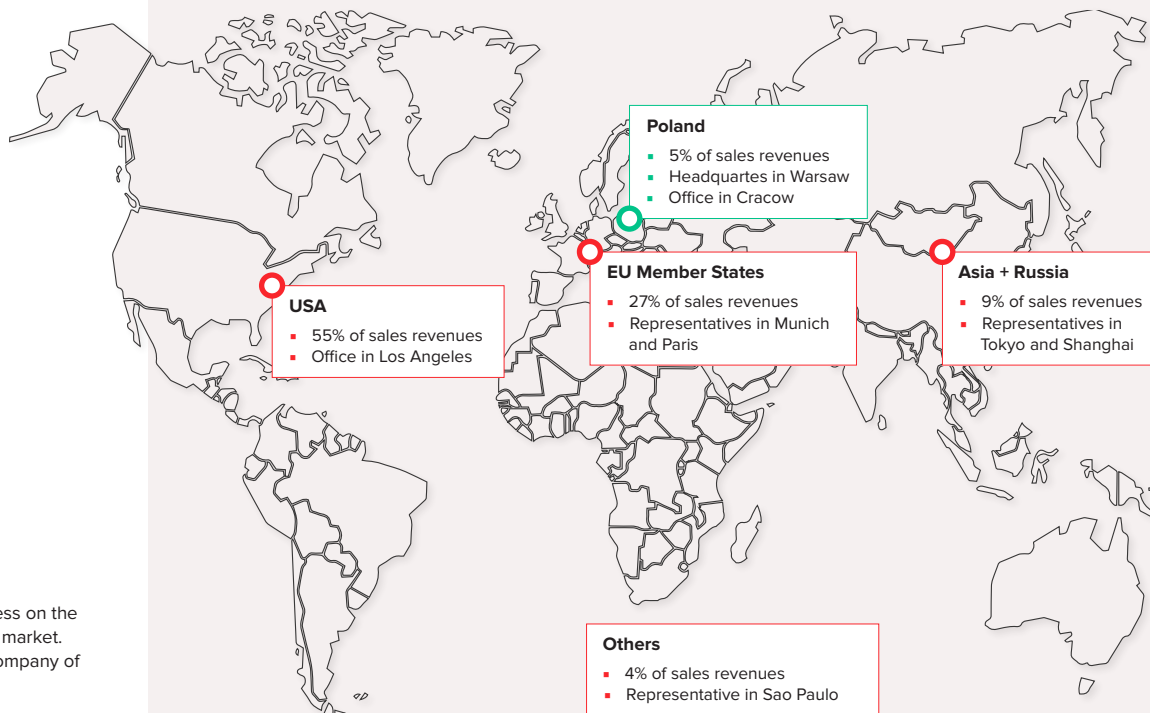 Poland
5% of sales revenues
Headquartes in Warsaw
Office in Cracow
EU Member States
27% of sales revenues
Representatives in Munich
and Paris
Asia + Russia
9% of sales revenues
Representatives in
Tokyo and Shanghai
USA
55% of sales revenues
Office in Los Angeles
ess on the
market.
ompany of
Others
4% of sales revenues
Representative in Sao Paulo